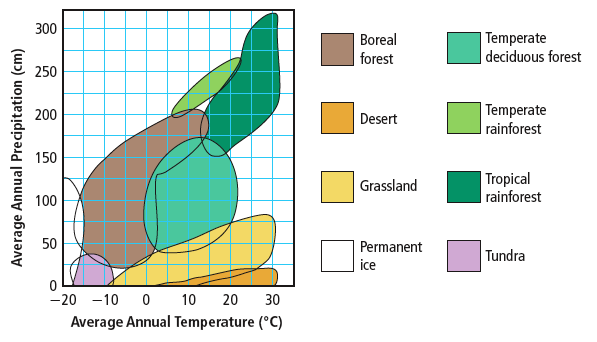 Average Annual Precipitation (cm)
300
250
200
150
100
50
0
−20
−10
0
10
20
30
Average Annual Temperature (°C)
Boreal
forest
Temperate
deciduous forest
Desert
Temperate
rainforest
Grassland
Tropical
rainforest
Permanent
ice
Tundra